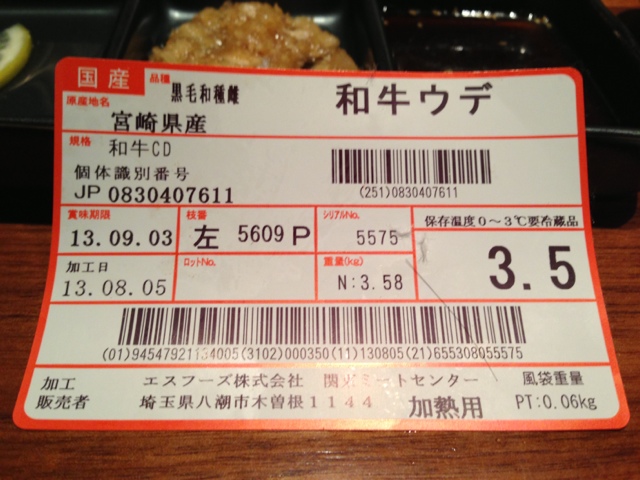 国産
品種
黒毛和種雌
和牛ウデ
原産地名
宮崎県産
規格
和牛CD
個体識別番号
JP 0830407611
(251)0830407611
賞味期限
13.09.03
枝番
左 5609 P
シリアルNo.
5575
保存温度0～3℃要冷蔵品
3.5
加工日
13.08.05
ロットNo.
重量(kg)
N:3.58
(01)94547921134005(3102)000350(11)130805(21)655308055575
加工
エスフーズ株式会社 関東ミートセンター
風袋重量
販売者
埼玉県八潮市木曽根1144
加熱用
PT:0.06kg